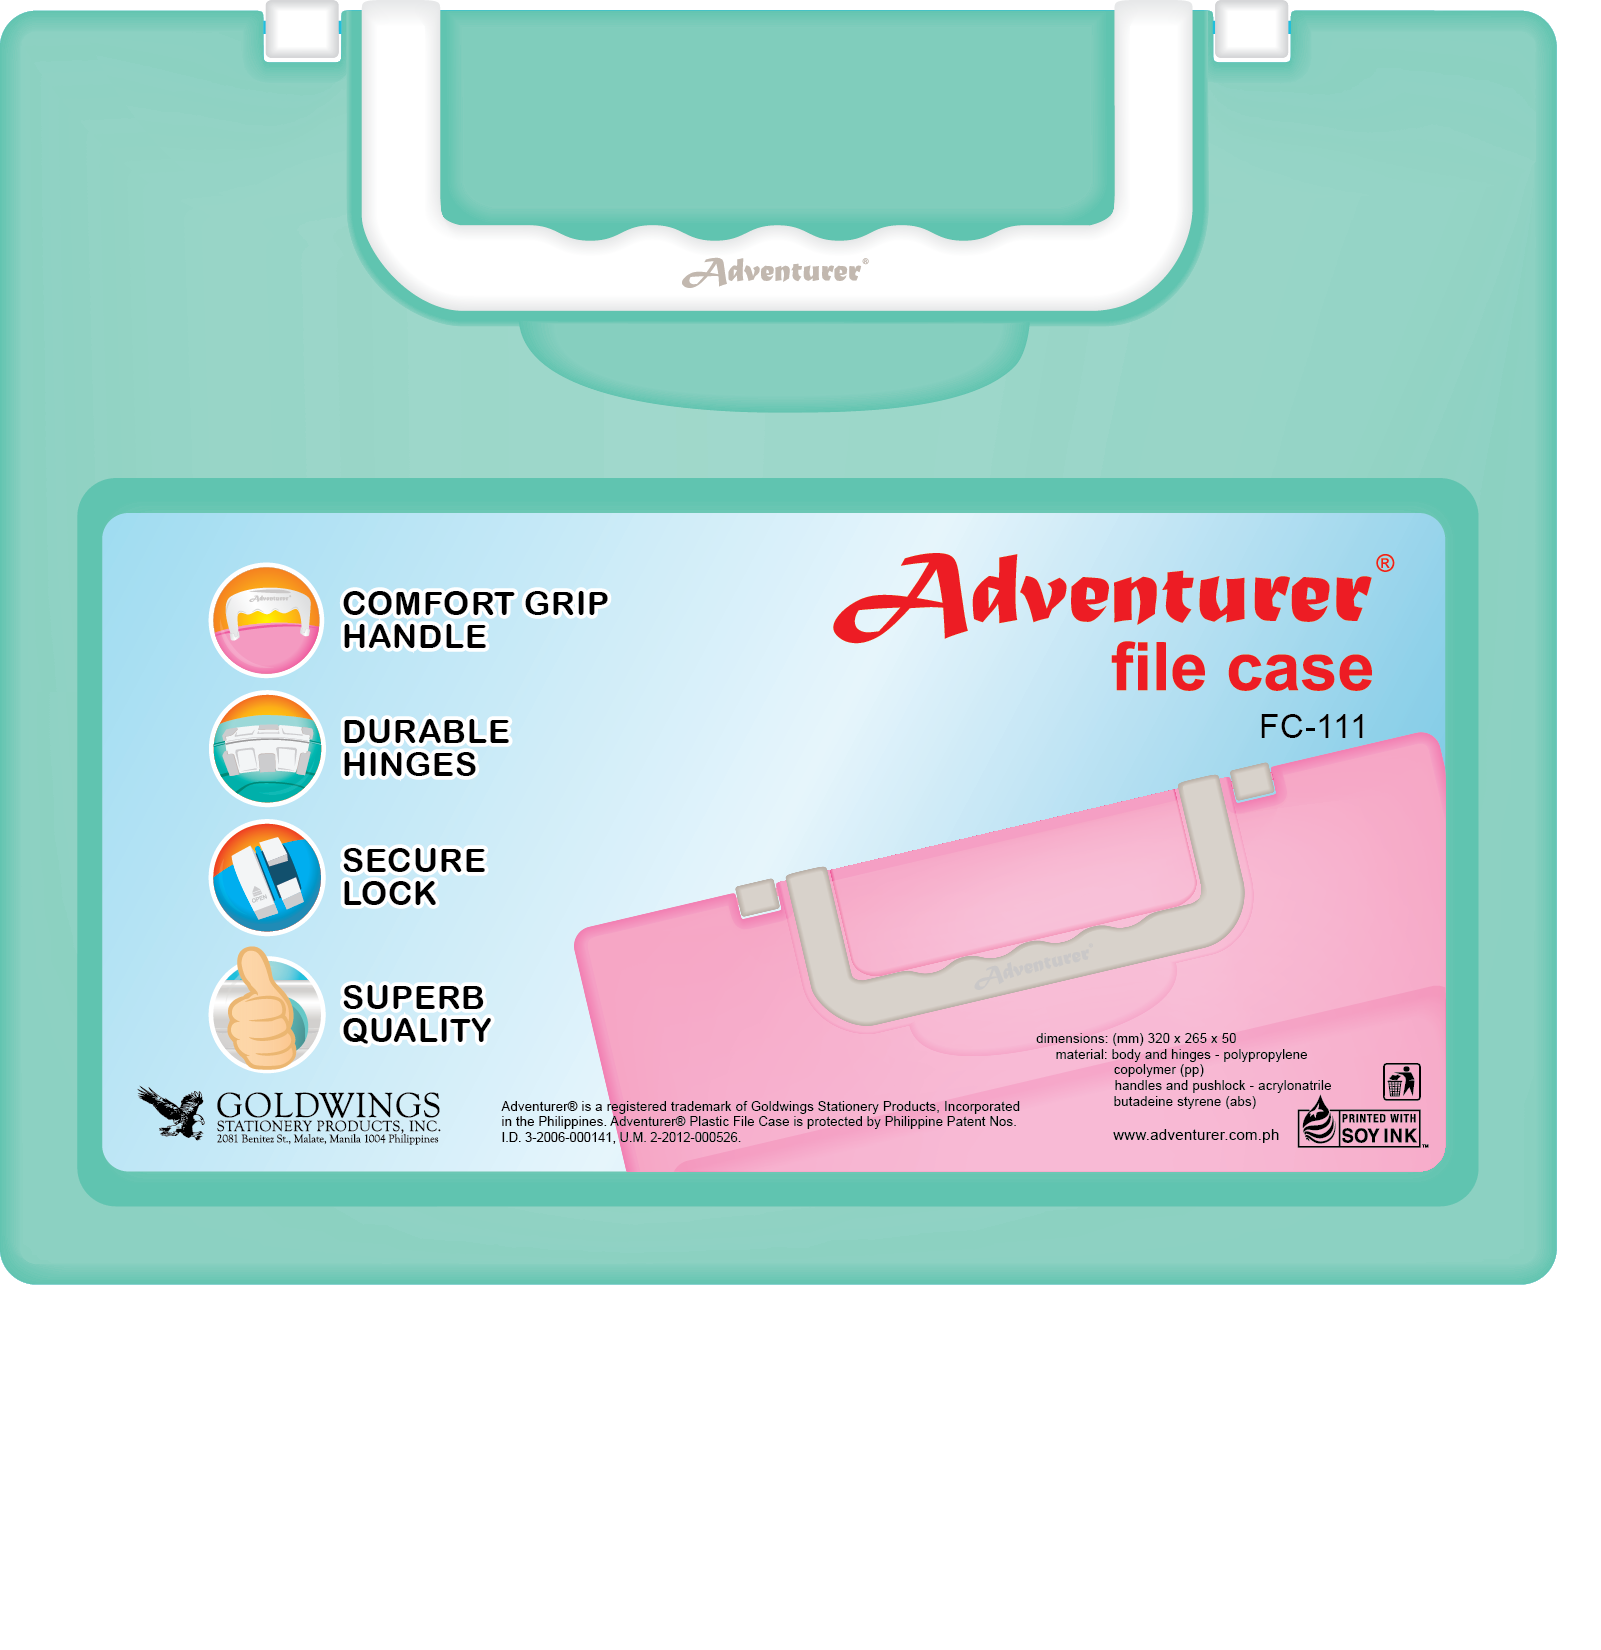 Adventurer®
Adventurer®
file case
FC-111
Adventurer
COMFORT GRIP
HANDLE
DURABLE
HINGES
OPEN
SECURE
LOCK
SUPERB
QUALITY
Adventurer
dimensions: (mm) 320 x 265 x 50
material: body and hinges - polypropylene
copolymer (pp)
handles and pushlock - acrylonatrile
butadeine styrene (abs)
GOLDWINGS
STATIONERY PRODUCTS, INC.
2081 Benitez St., Malate, Manila 1004 Philippines
Adventurer® is a registered trademark of Goldwings Stationery Products, Incorporated
in the Philippines. Adventurer® Plastic File Case is protected by Philippine Patent Nos.
I.D. 3-2006-000141, U.M. 2-2012-000526.
www.adventurer.com.ph
PRINTED WITH
SOY INK™